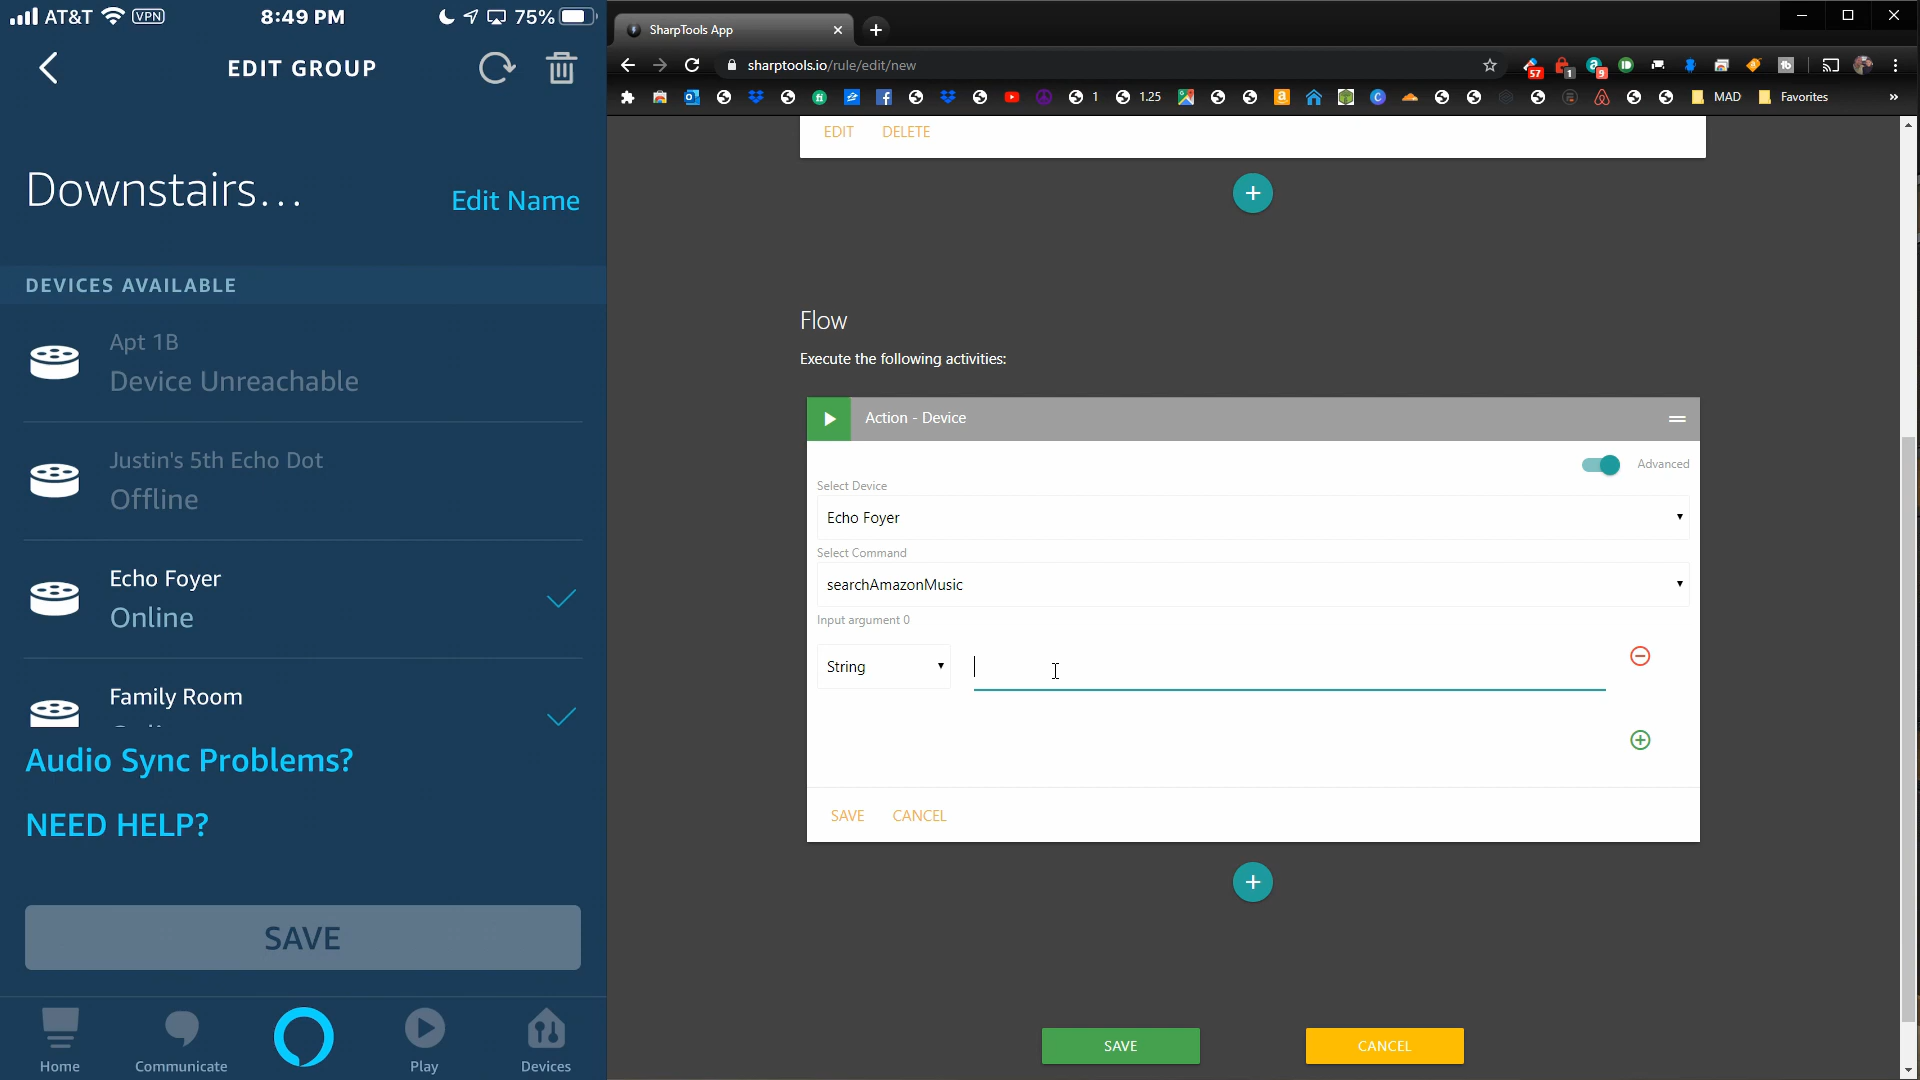 AT&T VPN 8:49 PM 75%
EDIT GROUP
Downstairs...
Edit Name
DEVICES AVAILABLE
Apt 1B
Device Unreachable
Justin's 5th Echo Dot
Offline
Echo Foyer
Online
Family Room
Audio Sync Problems?
NEED HELP?
SAVE
Home Communicate Play Devices
SharpTools App
sharptools.io/rule/edit/new
57 1 9
1 1.25 MAD Favorites »
EDIT DELETE
Flow
Execute the following activities:
Action - Device
Advanced
Select Device
Echo Foyer
Select Command
searchAmazonMusic
Input argument 0
String
SAVE CANCEL
SAVE CANCEL